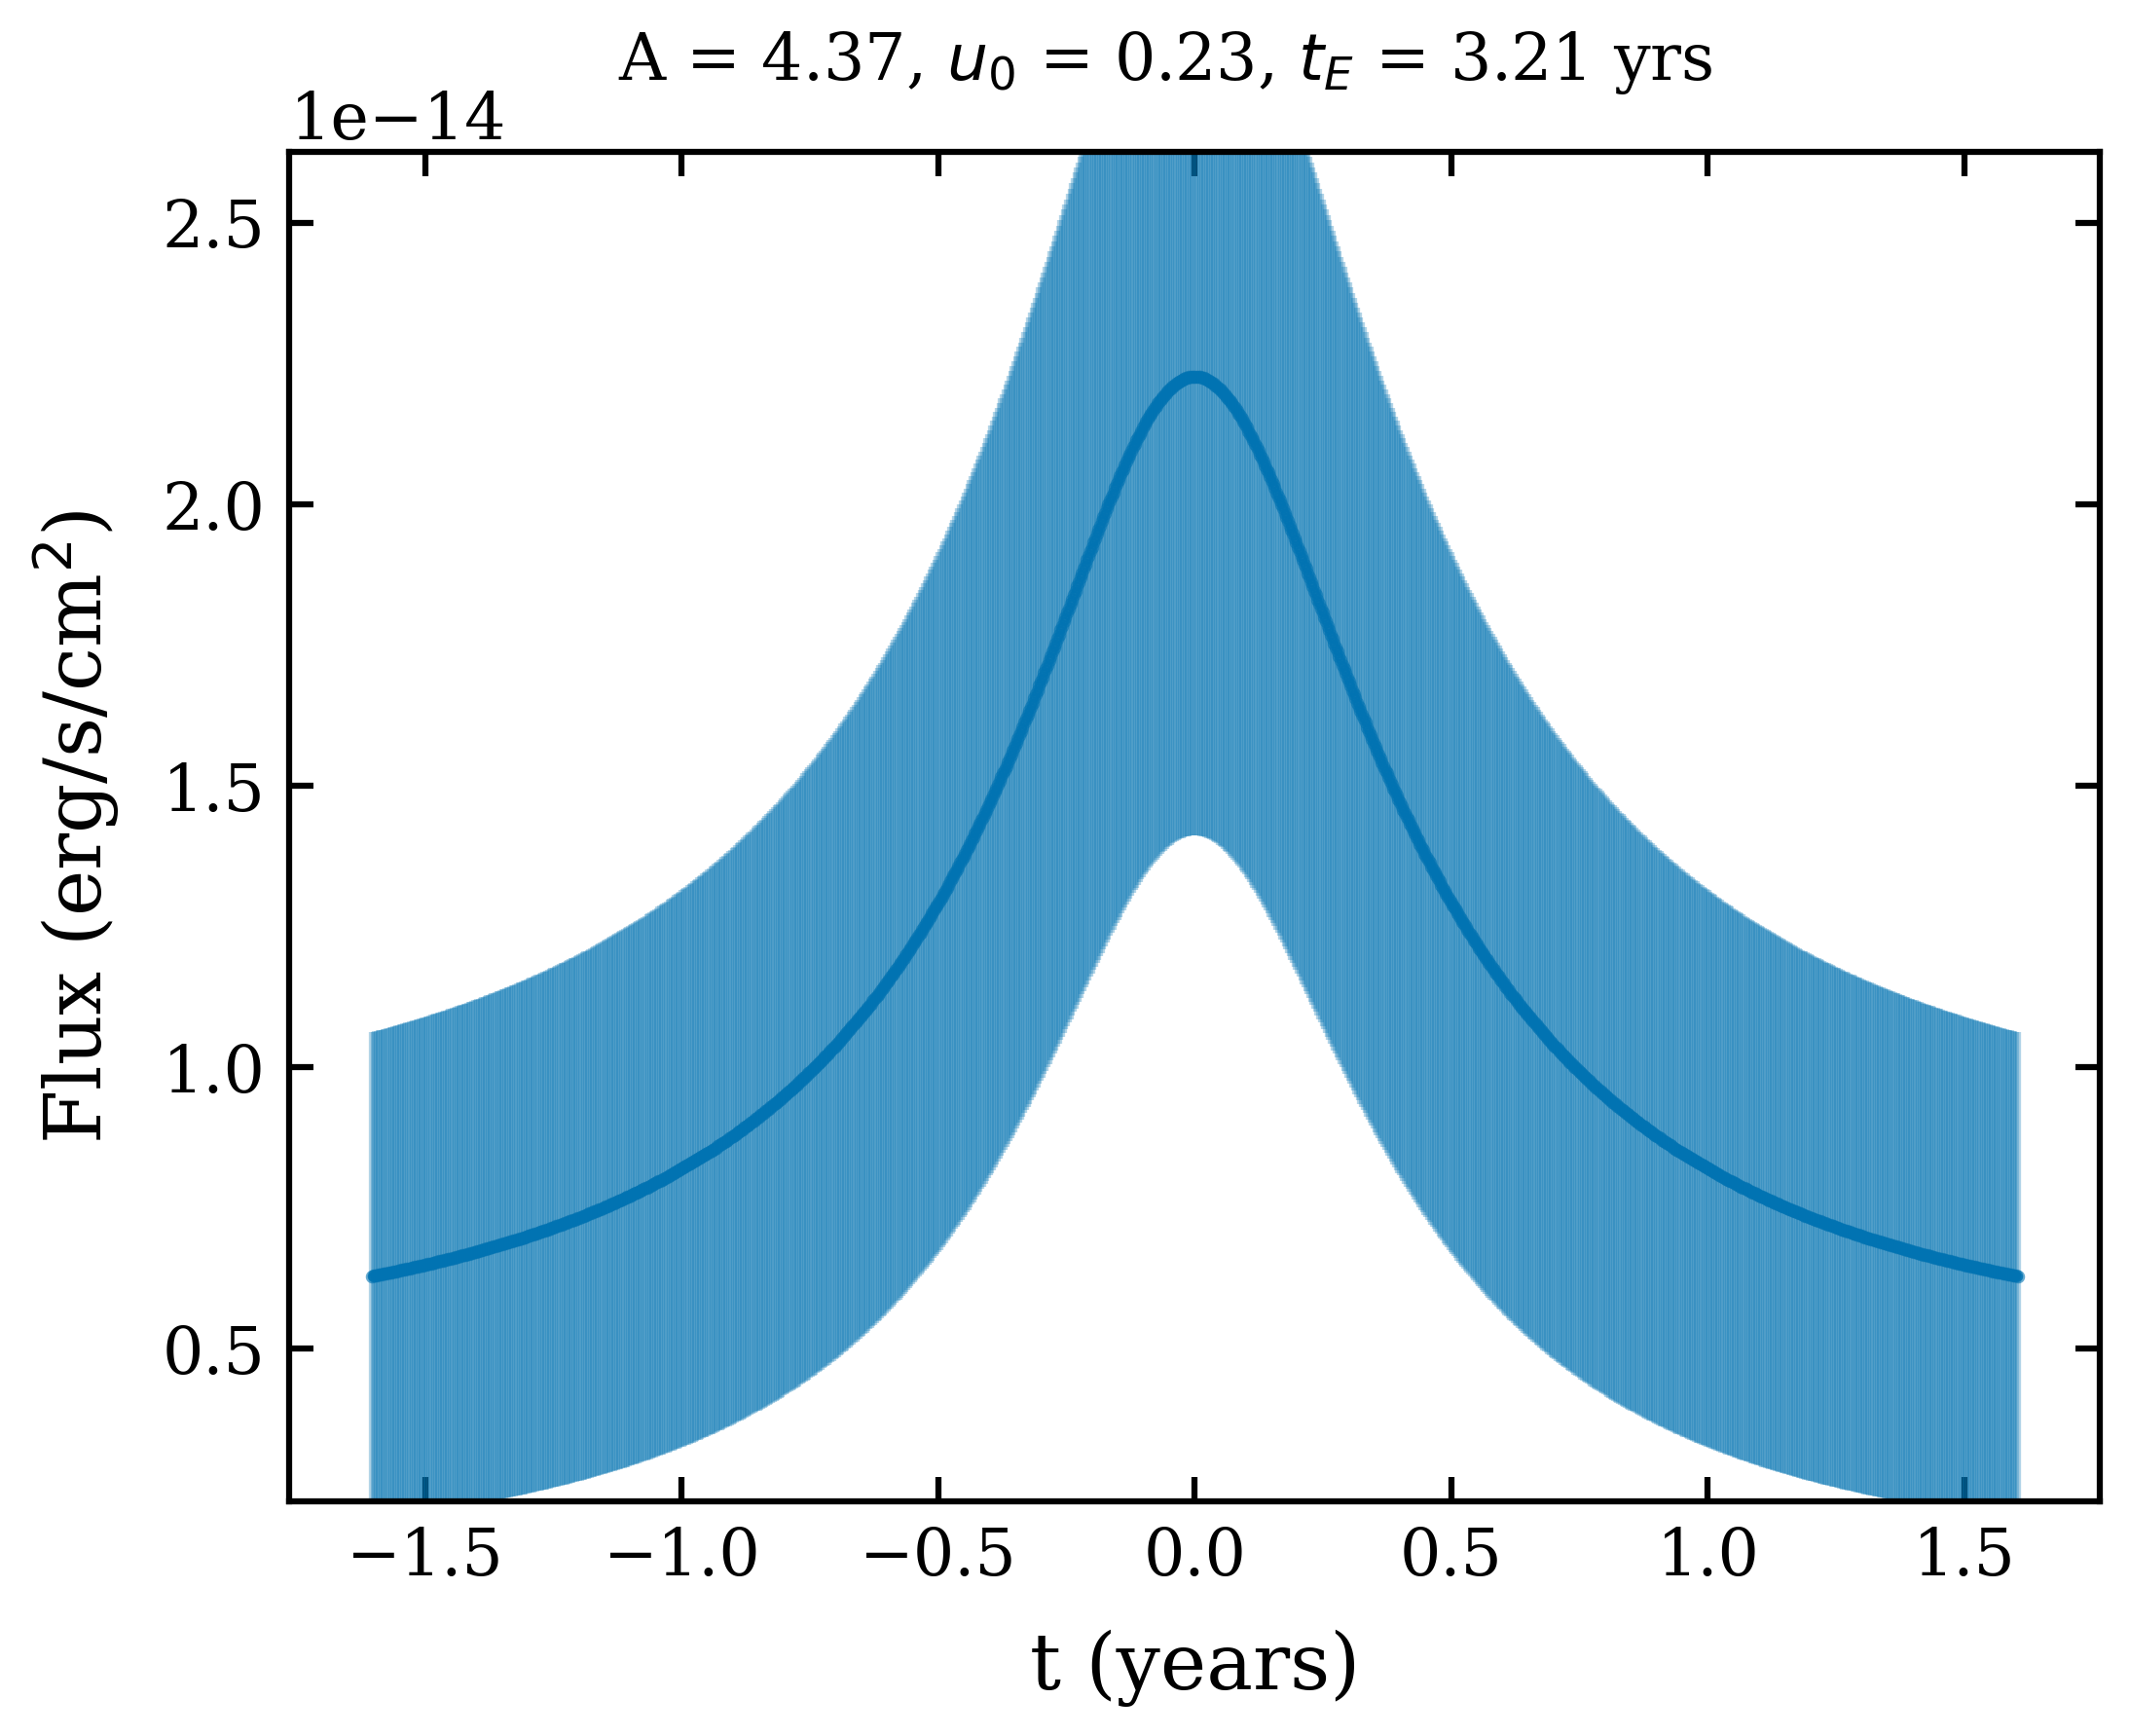 A = 4.37, u₀ = 0.23, t_E = 3.21 yrs
1e−14
2.5
2.0
1.5
1.0
0.5
Flux (erg/s/cm²)
−1.5 −1.0 −0.5 0.0 0.5 1.0 1.5
t (years)